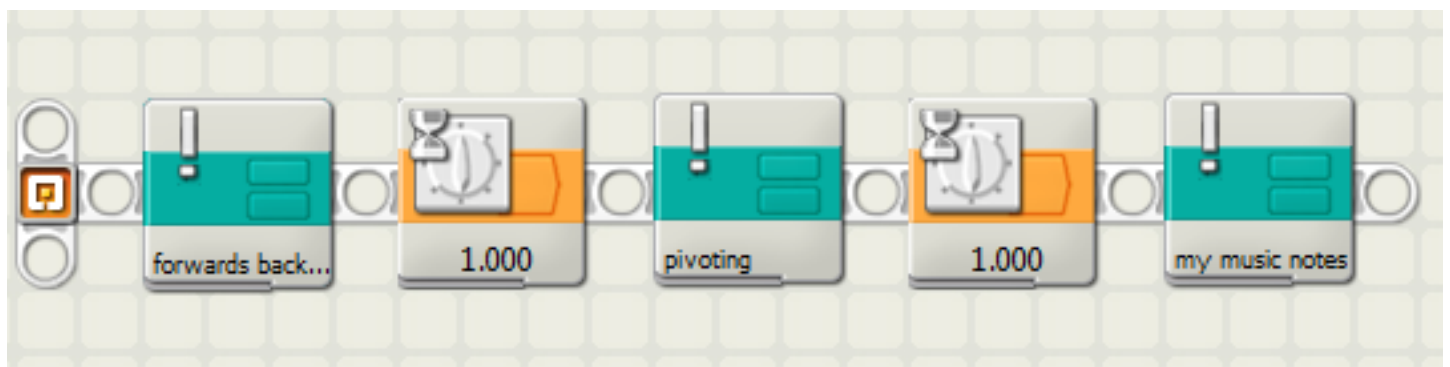 forwards back...
1.000
pivoting
1.000
my music notes